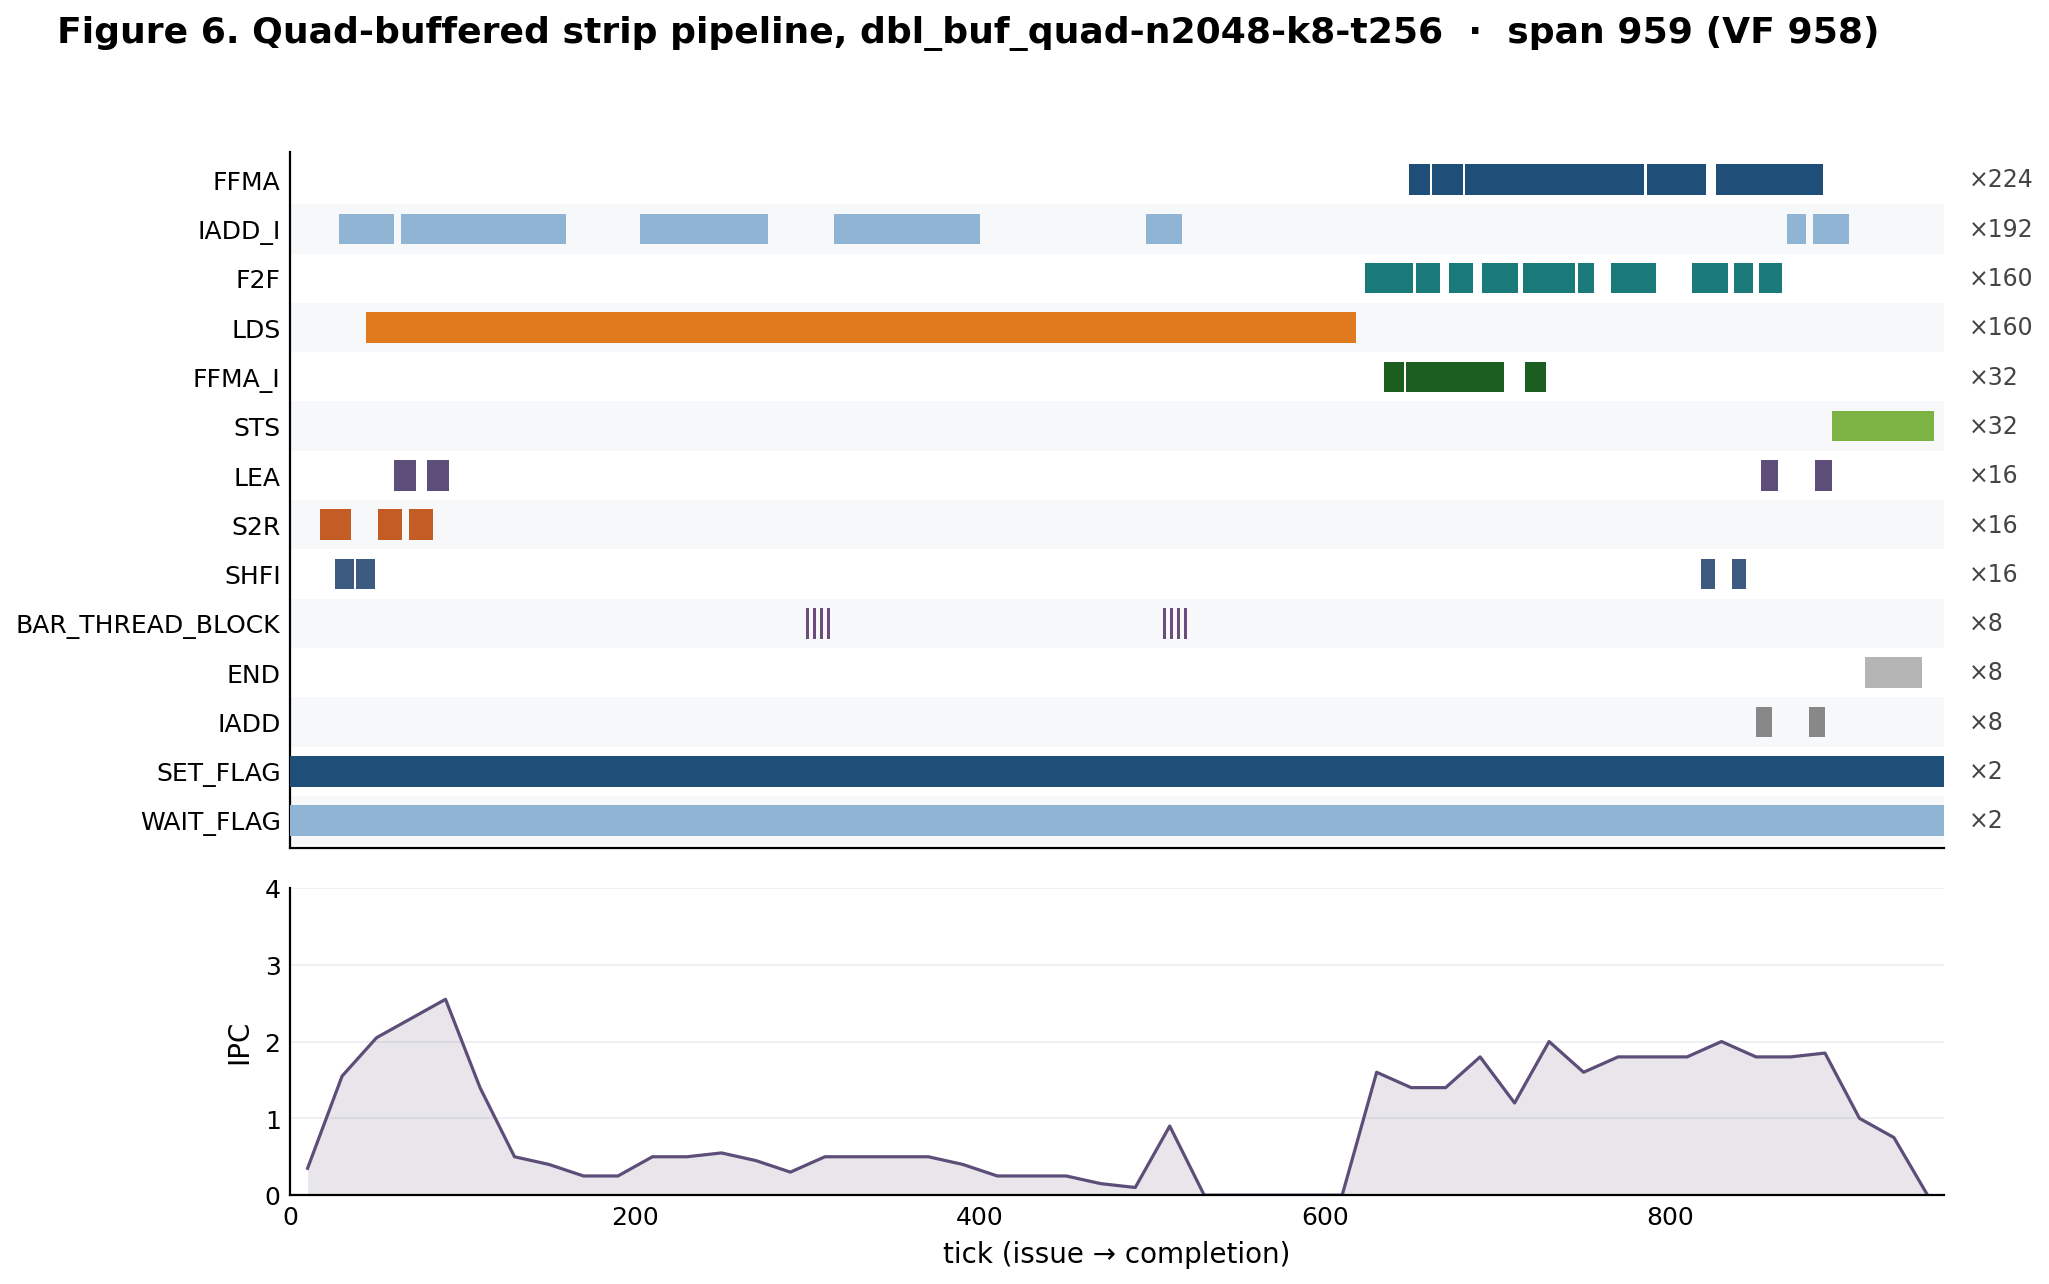 Figure 6. Quad-buffered strip pipeline, dbl_buf_quad-n2048-k8-t256 · span 959 (VF 958)
FFMA ×224
IADD_I ×192
F2F ×160
LDS ×160
FFMA_I ×32
STS ×32
LEA ×16
S2R ×16
SHFI ×16
BAR_THREAD_BLOCK ×8
END ×8
IADD ×8
SET_FLAG ×2
WAIT_FLAG ×2
4
3
2
1
0
IPC
0 200 400 600 800
tick (issue → completion)